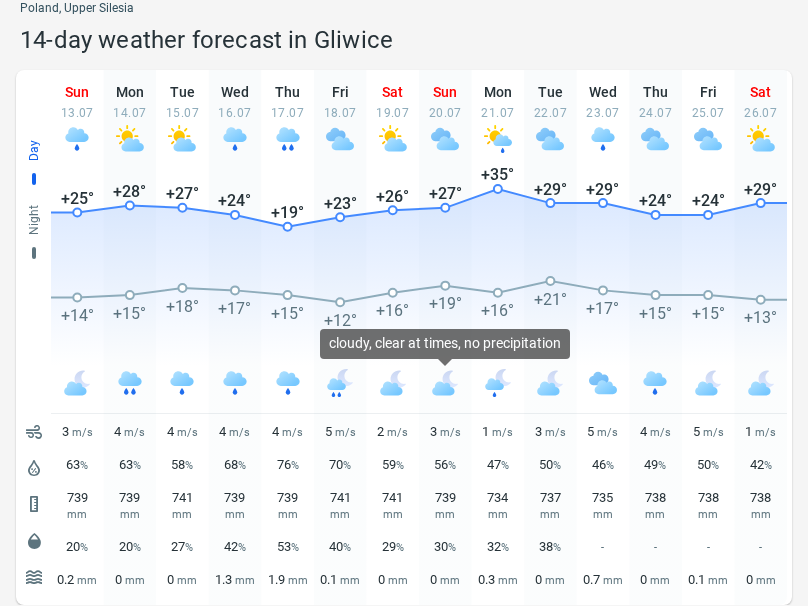 Poland, Upper Silesia
14-day weather forecast in Gliwice
Sun Mon Tue Wed Thu Fri Sat Sun Mon Tue Wed Thu Fri Sat
13.07 14.07 15.07 16.07 17.07 18.07 19.07 20.07 21.07 22.07 23.07 24.07 25.07 26.07
Day
+25° +28° +27° +24° +19° +23° +26° +27° +35° +29° +29° +24° +24° +29°
Night
+14° +15° +18° +17° +15° +12° +16° +19° +16° +21° +17° +15° +15° +13°
cloudy, clear at times, no precipitation
3 m/s 4 m/s 4 m/s 4 m/s 4 m/s 5 m/s 2 m/s 3 m/s 1 m/s 3 m/s 5 m/s 4 m/s 5 m/s 1 m/s
63% 63% 58% 68% 76% 70% 59% 56% 47% 50% 46% 49% 50% 42%
739 739 741 739 739 741 741 739 734 737 735 738 738 738
mm mm mm mm mm mm mm mm mm mm mm mm mm mm
20% 20% 27% 42% 53% 40% 29% 30% 32% 38% - - - -
0.2 mm 0 mm 0 mm 1.3 mm 1.9 mm 0.1 mm 0 mm 0 mm 0.3 mm 0 mm 0.7 mm 0 mm 0.1 mm 0 mm